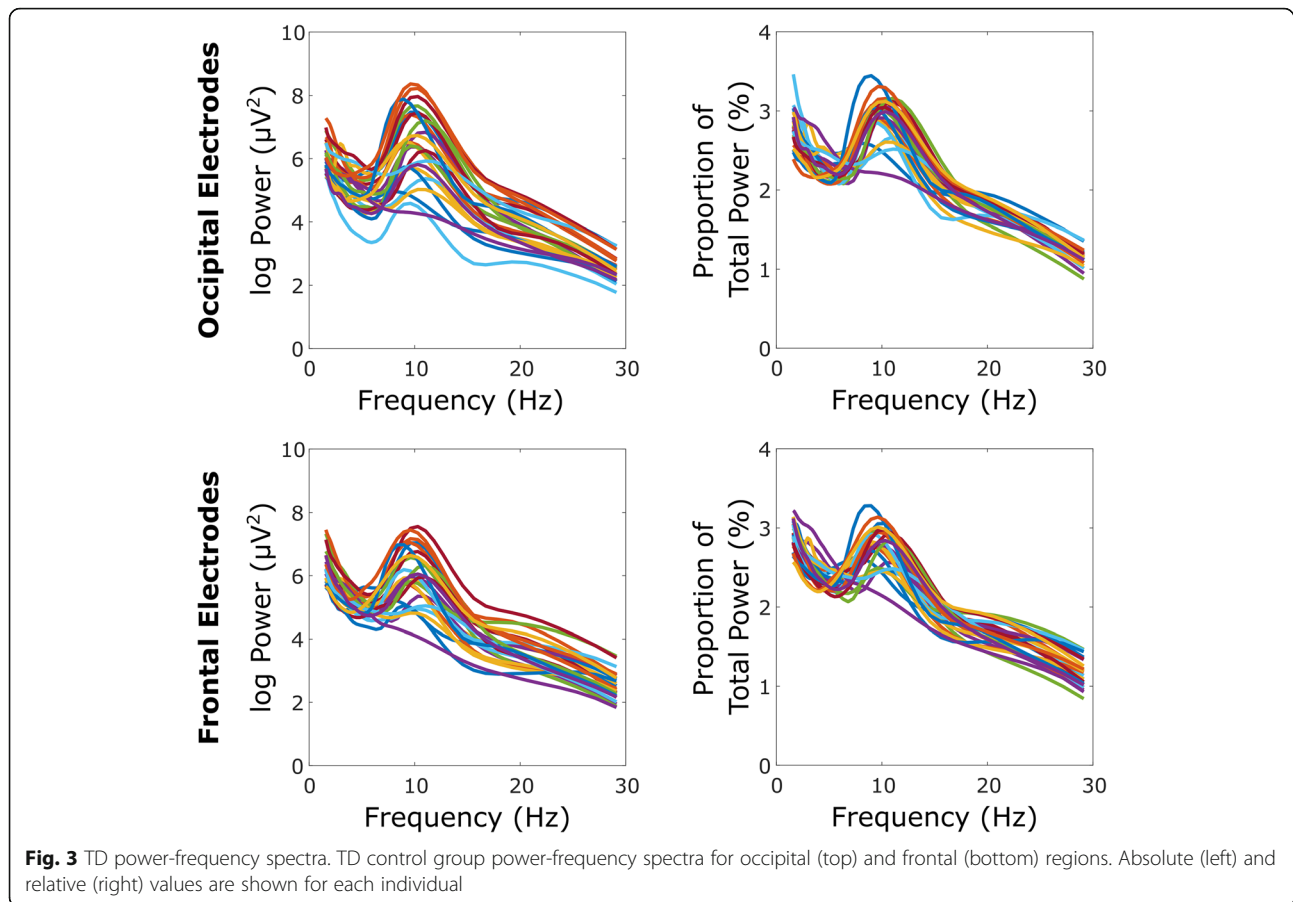 Occipital Electrodes
log Power (µV²)
10
8
6
4
2
0
0 10 20 30
Frequency (Hz)
Proportion of
Total Power (%)
4
3
2
1
0
0 10 20 30
Frequency (Hz)
Frontal Electrodes
log Power (µV²)
10
8
6
4
2
0
0 10 20 30
Frequency (Hz)
Proportion of
Total Power (%)
4
3
2
1
0
0 10 20 30
Frequency (Hz)
Fig. 3 TD power-frequency spectra. TD control group power-frequency spectra for occipital (top) and frontal (bottom) regions. Absolute (left) and
relative (right) values are shown for each individual